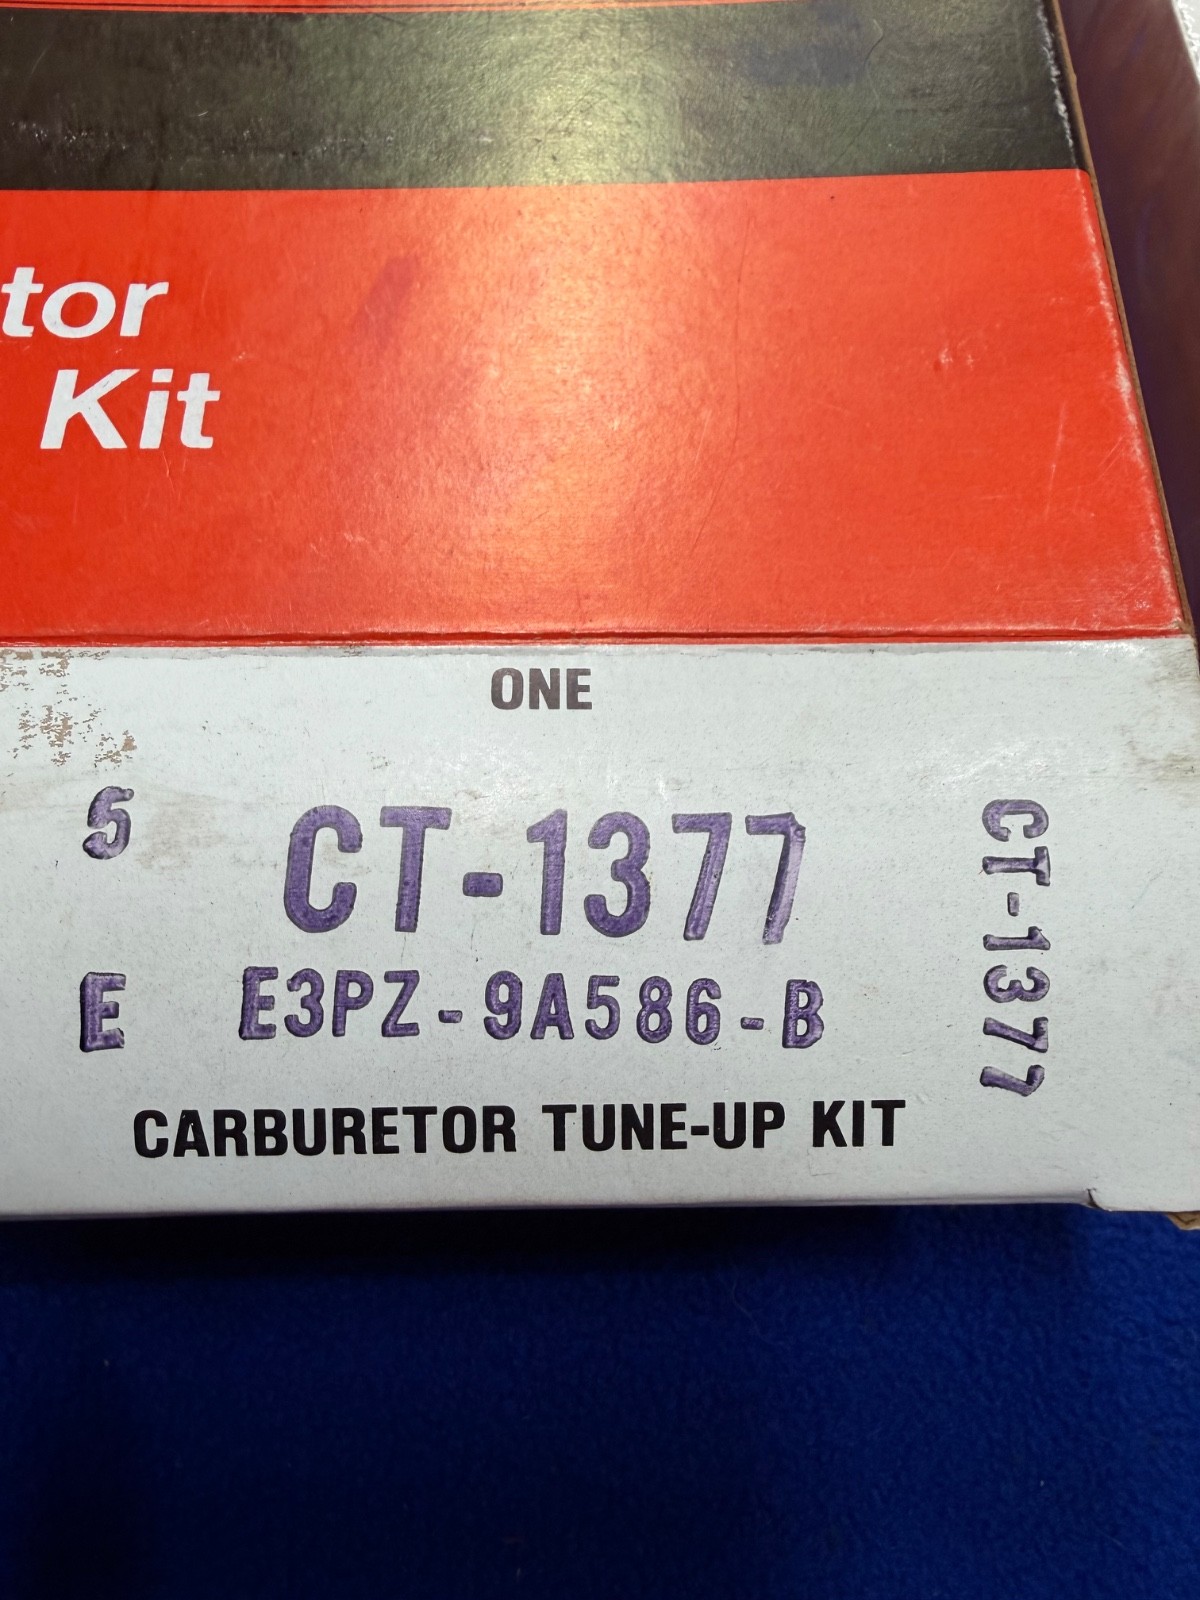 tor
Kit
ONE
5
CT-1377
E
E3PZ-9A586-B
CARBURETOR TUNE-UP KIT
CT-1377